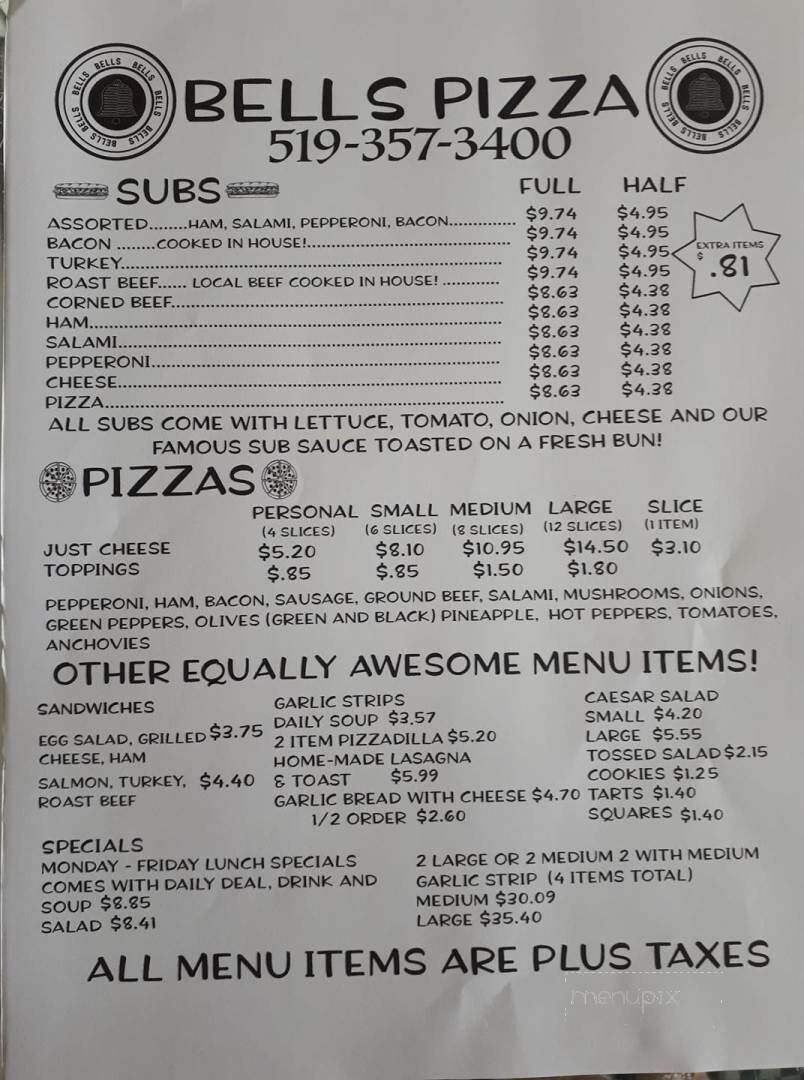 BELLS BELLS BELLS BELLS BELLS BELLS
BELLS PIZZA
BELLS BELLS BELLS BELLS BELLS BELLS
519-357-3400
SUBS FULL HALF
ASSORTED........HAM, SALAMI, PEPPERONI, BACON................ $9.74 $4.95
BACON ........COOKED IN HOUSE!................................................ $9.74 $4.95
TURKEY........................................................................................ $9.74 $4.95
ROAST BEEF...... LOCAL BEEF COOKED IN HOUSE! ............. $9.74 $4.95
CORNED BEEF............................................................................ $8.63 $4.38
HAM............................................................................................. $8.63 $4.38
SALAMI........................................................................................ $8.63 $4.38
PEPPERONI................................................................................. $8.63 $4.38
CHEESE........................................................................................ $8.63 $4.38
PIZZA........................................................................................... $8.63 $4.38
EXTRA ITEMS
$ .81
ALL SUBS COME WITH LETTUCE, TOMATO, ONION, CHEESE AND OUR
FAMOUS SUB SAUCE TOASTED ON A FRESH BUN!
PIZZAS
PERSONAL SMALL MEDIUM LARGE SLICE
(4 SLICES) (6 SLICES) (8 SLICES) (12 SLICES) (1 ITEM)
JUST CHEESE $5.20 $8.10 $10.95 $14.50 $3.10
TOPPINGS $.85 $.85 $1.50 $1.80
PEPPERONI, HAM, BACON, SAUSAGE, GROUND BEEF, SALAMI, MUSHROOMS, ONIONS,
GREEN PEPPERS, OLIVES (GREEN AND BLACK) PINEAPPLE, HOT PEPPERS, TOMATOES,
ANCHOVIES
OTHER EQUALLY AWESOME MENU ITEMS!
SANDWICHES
EGG SALAD, GRILLED $3.75
CHEESE, HAM
SALMON, TURKEY, $4.40
ROAST BEEF
GARLIC STRIPS
DAILY SOUP $3.57
2 ITEM PIZZADILLA $5.20
HOME-MADE LASAGNA
& TOAST $5.99
GARLIC BREAD WITH CHEESE $4.70
1/2 ORDER $2.60
CAESAR SALAD
SMALL $4.20
LARGE $5.55
TOSSED SALAD $2.15
COOKIES $1.25
TARTS $1.40
SQUARES $1.40
SPECIALS
MONDAY - FRIDAY LUNCH SPECIALS
COMES WITH DAILY DEAL, DRINK AND
SOUP $8.85
SALAD $8.41
2 LARGE OR 2 MEDIUM 2 WITH MEDIUM
GARLIC STRIP (4 ITEMS TOTAL)
MEDIUM $30.09
LARGE $35.40
ALL MENU ITEMS ARE PLUS TAXES
menupix